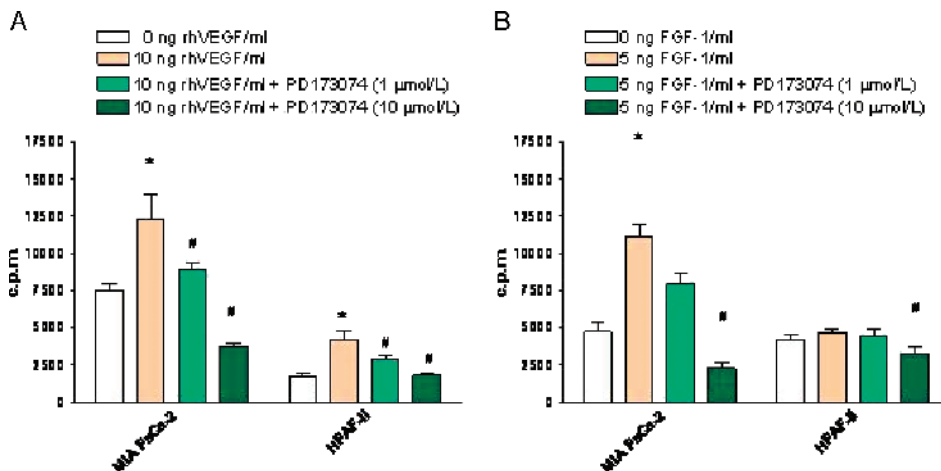 A
0 ng rhVEGF/ml
10 ng rhVEGF/ml
10 ng rhVEGF/ml + PD173074 (1 µmol/L)
10 ng rhVEGF/ml + PD173074 (10 µmol/L)
17500
15000
12500
10000
7500
5000
2500
0
c.p.m.
*
#
#
*
#
#
MIA PaCa-2
HPAF-II
B
0 ng FGF-1/ml
5 ng FGF-1/ml
5 ng FGF-1/ml + PD173074 (1 µmol/L)
5 ng FGF-1/ml + PD173074 (10 µmol/L)
17500
15000
12500
10000
7500
5000
2500
0
c.p.m.
*
#
#
MIA PaCa-2
HPAF-II